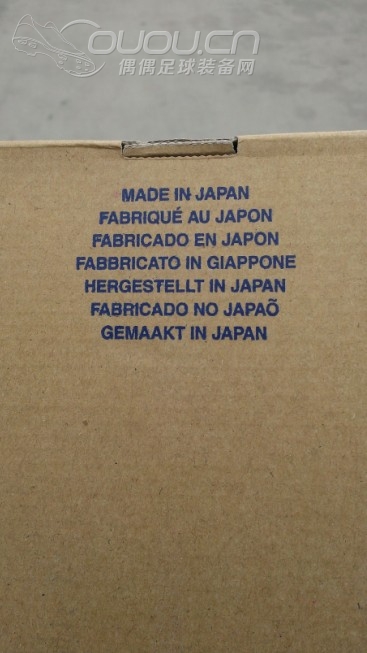 OUOU.CN
偶偶足球装备网
MADE IN JAPAN
FABRIQUÉ AU JAPON
FABRICADO EN JAPON
FABBRICATO IN GIAPPONE
HERGESTELLT IN JAPAN
FABRICADO NO JAPAÕ
GEMAAKT IN JAPAN